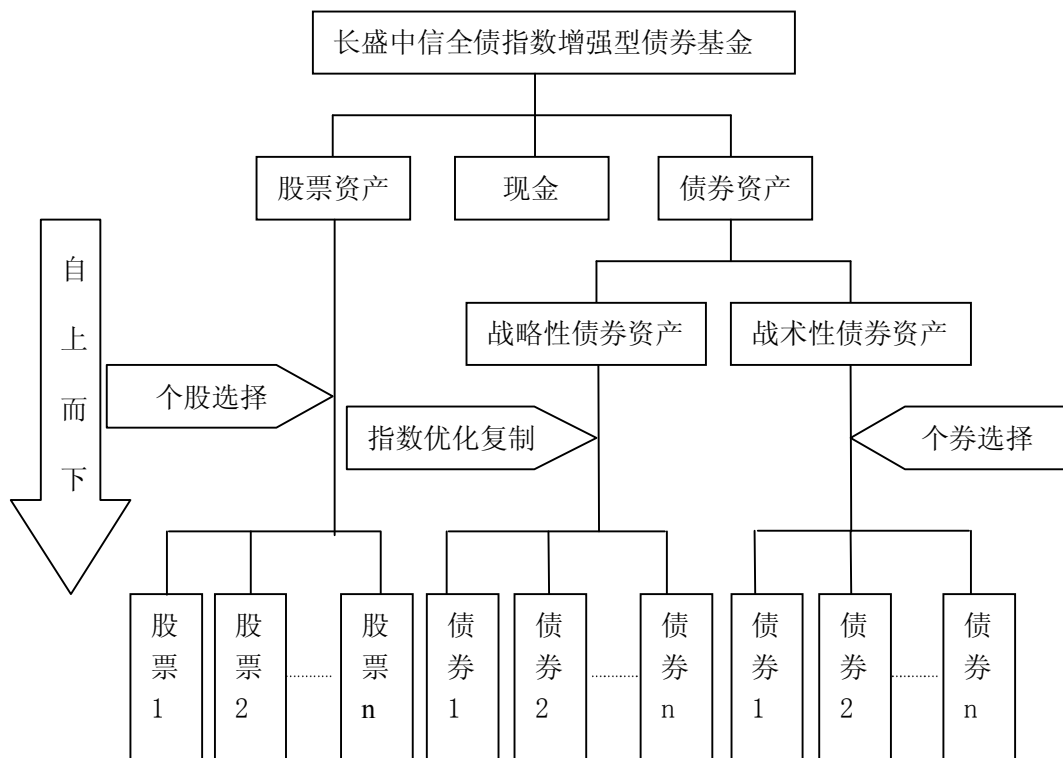 长盛中信全债指数增强型债券基金
股票资产
现金
债券资产
自上而下
战略性债券资产
战术性债券资产
个股选择
指数优化复制
个券选择
股票1
股票2
............
股票n
债券1
债券2
............
债券n
债券1
债券2
............
债券n